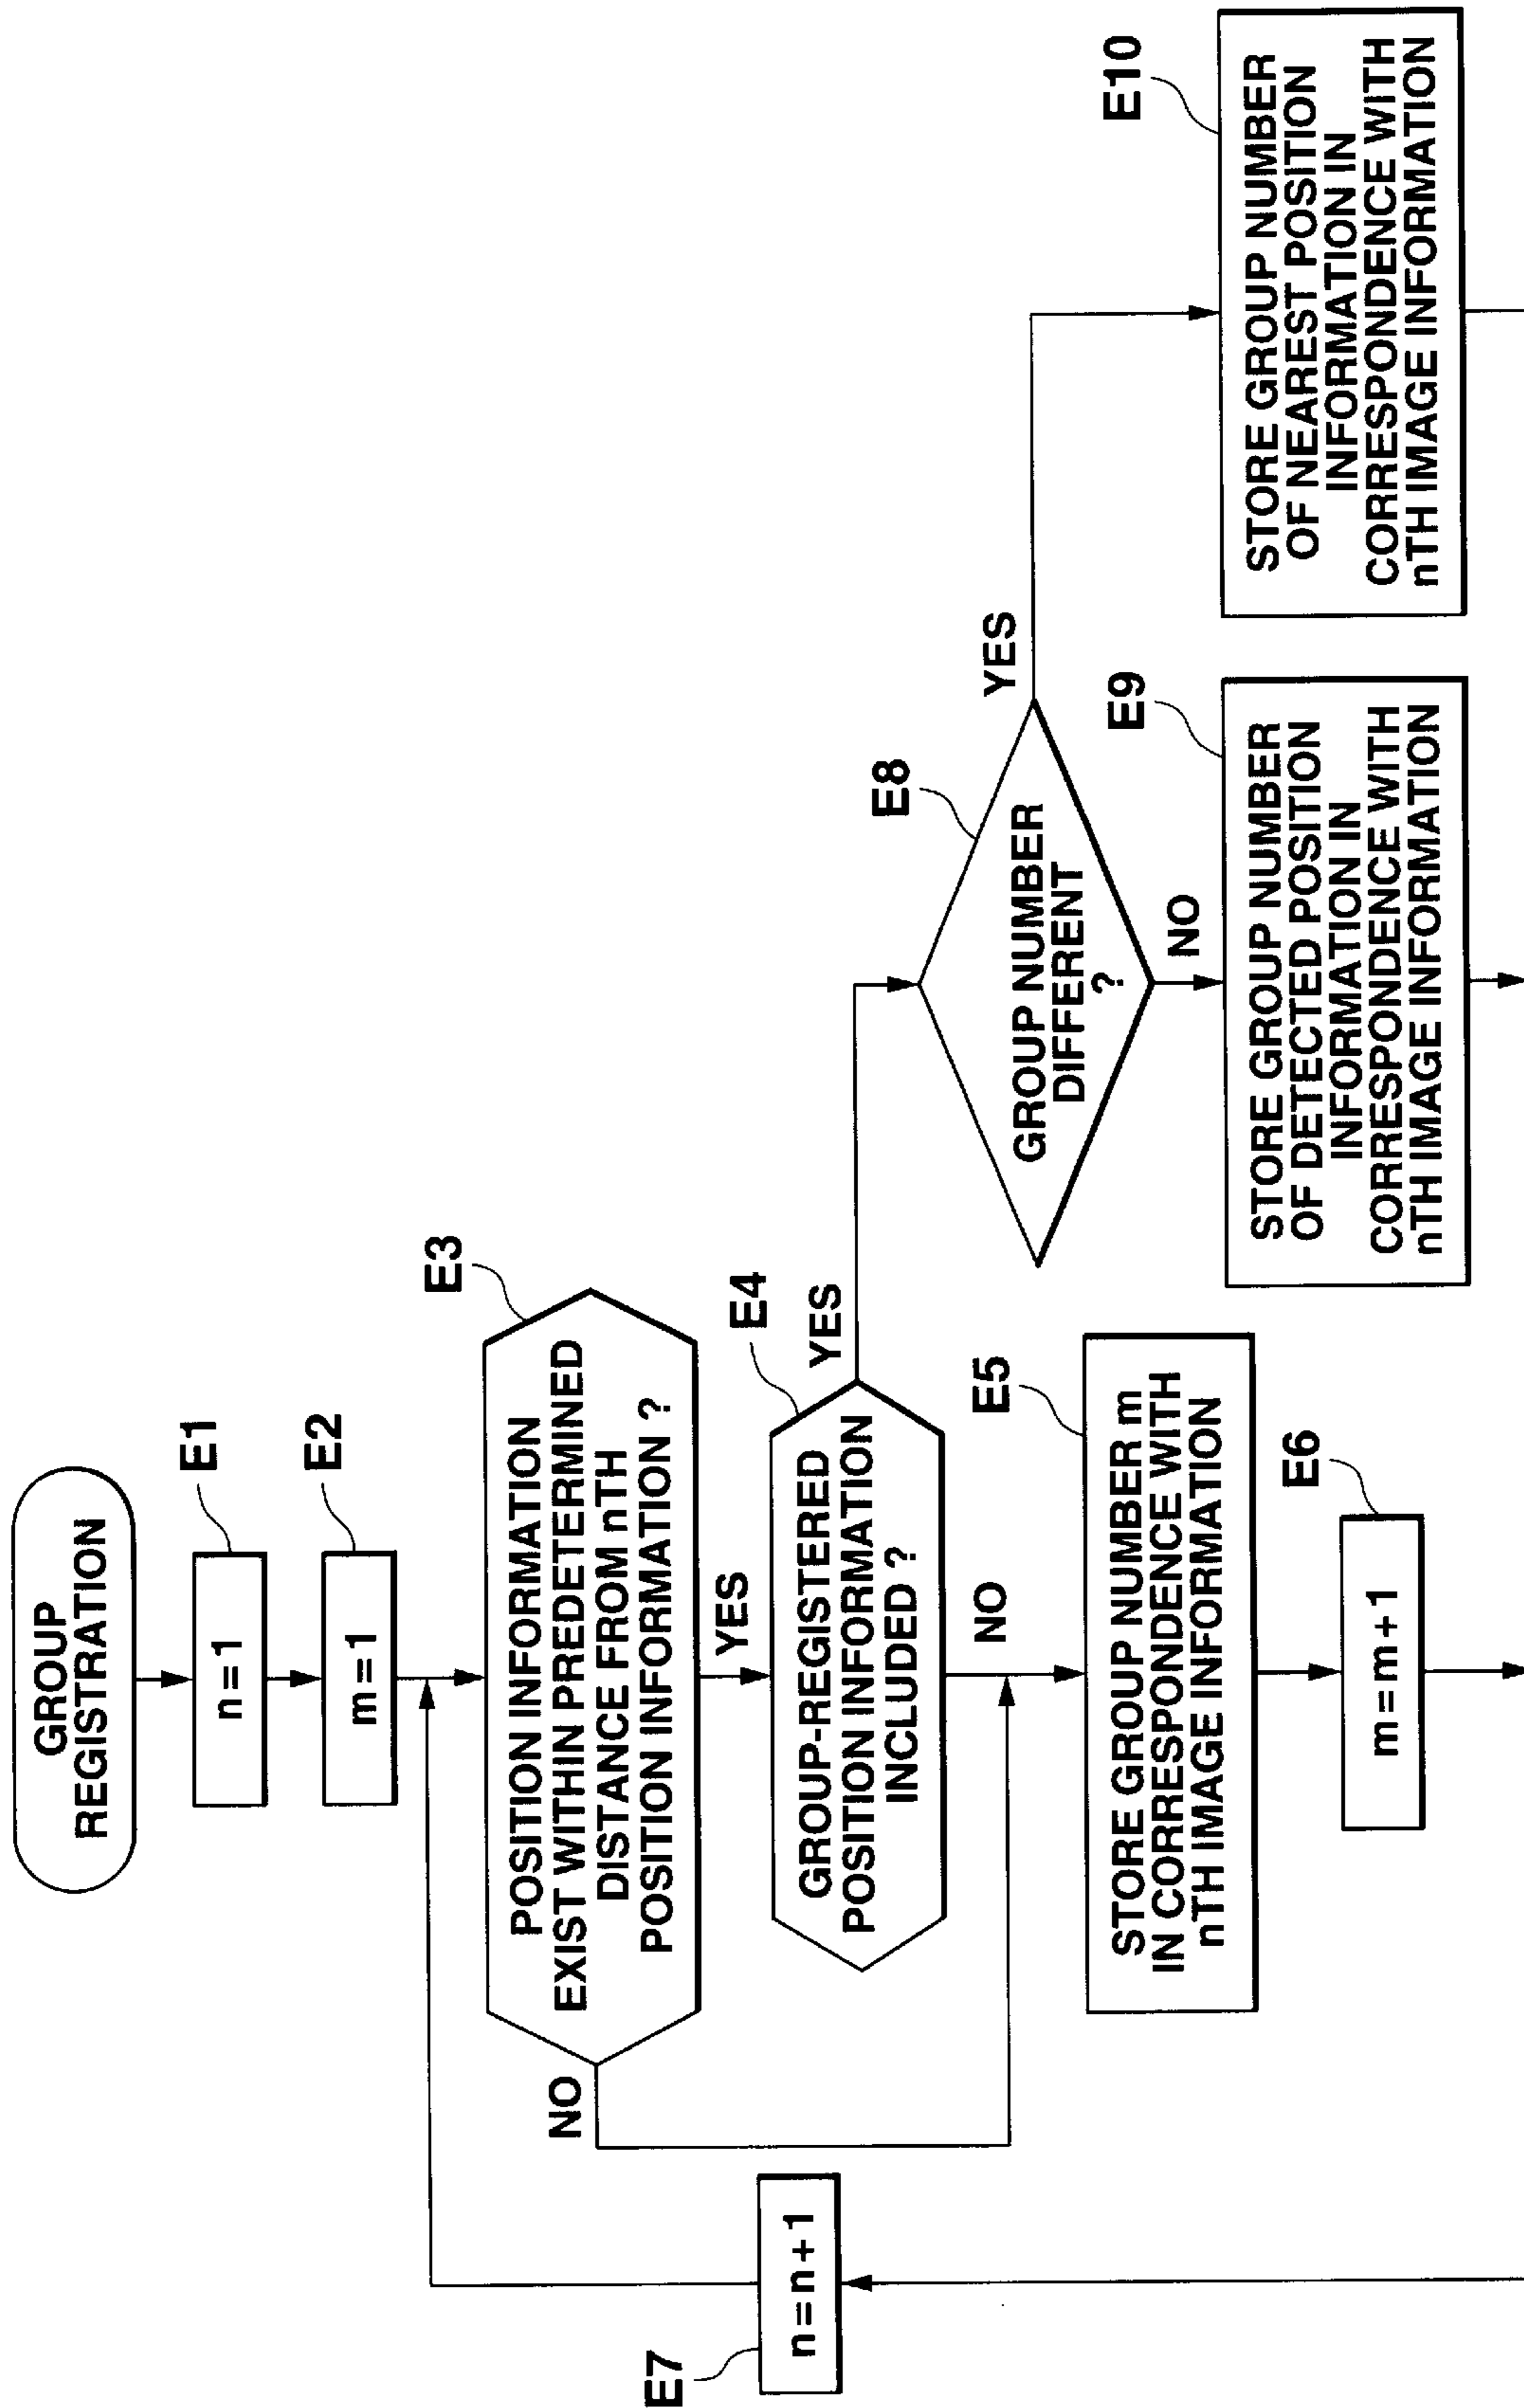 GROUP
REGISTRATION
E1
n=1
E2
m=1
E3
POSITION INFORMATION
EXIST WITHIN PREDETERMINED
DISTANCE FROM nTH
POSITION INFORMATION ?
NO
YES
E4
GROUP-REGISTERED
POSITION INFORMATION
INCLUDED ?
YES
NO
E5
STORE GROUP NUMBER m
IN CORRESPONDENCE WITH
nTH IMAGE INFORMATION
E6
m=m+1
E7
n=n+1
E8
GROUP NUMBER
DIFFERENT
?
YES
NO
E9
STORE GROUP NUMBER
OF DETECTED POSITION
INFORMATION IN
CORRESPONDENCE WITH
nTH IMAGE INFORMATION
E10
STORE GROUP NUMBER
OF NEAREST POSITION
INFORMATION IN
CORRESPONDENCE WITH
nTH IMAGE INFORMATION